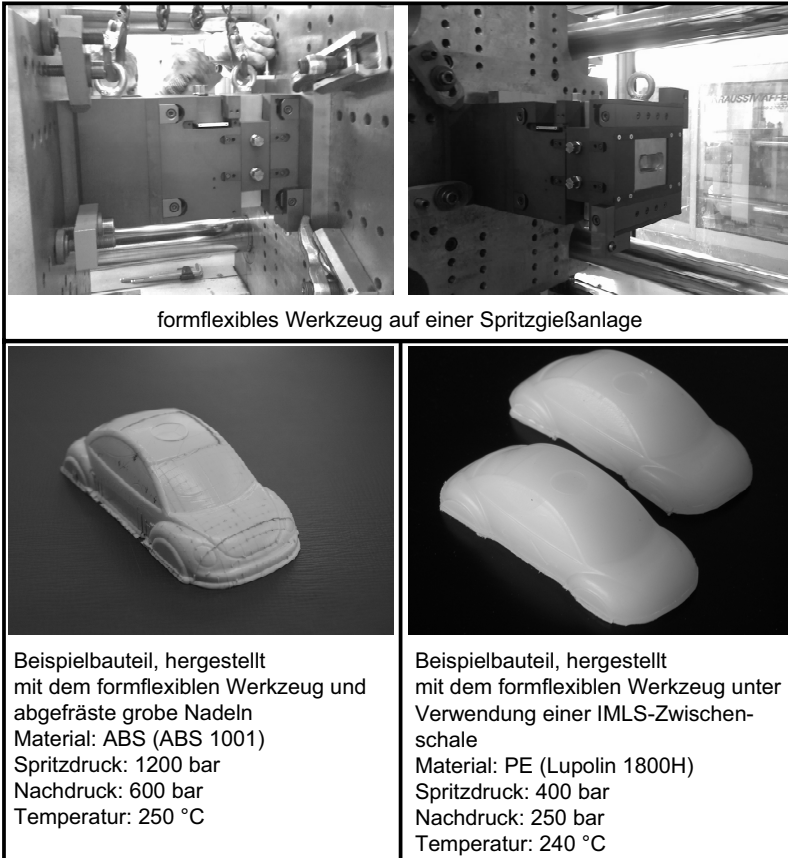 KRAUSSMAFFEI
formflexibles Werkzeug auf einer Spritzgießanlage
Beispielbauteil, hergestellt
mit dem formflexiblen Werkzeug und
abgefräste grobe Nadeln
Material: ABS (ABS 1001)
Spritzdruck: 1200 bar
Nachdruck: 600 bar
Temperatur: 250 °C
Beispielbauteil, hergestellt
mit dem formflexiblen Werkzeug unter
Verwendung einer IMLS-Zwischen-
schale
Material: PE (Lupolin 1800H)
Spritzdruck: 400 bar
Nachdruck: 250 bar
Temperatur: 240 °C